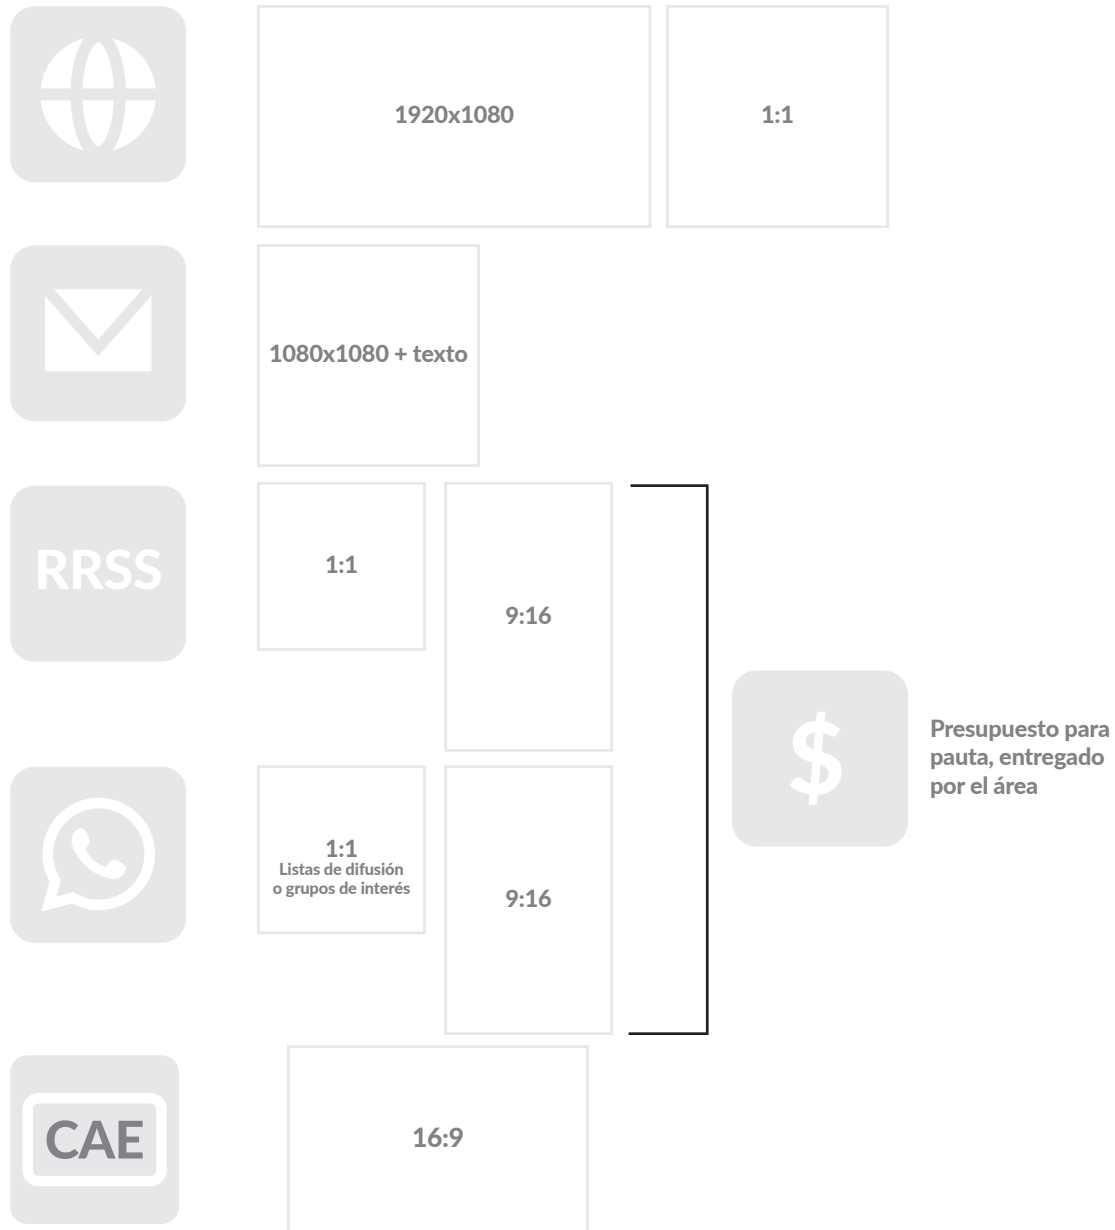 1920x1080
1:1
1080x1080 + texto
RRSS
1:1
9:16
$
Presupuesto para
pauta, entregado
por el área
1:1
Listas de difusión
o grupos de interés
9:16
CAE
16:9